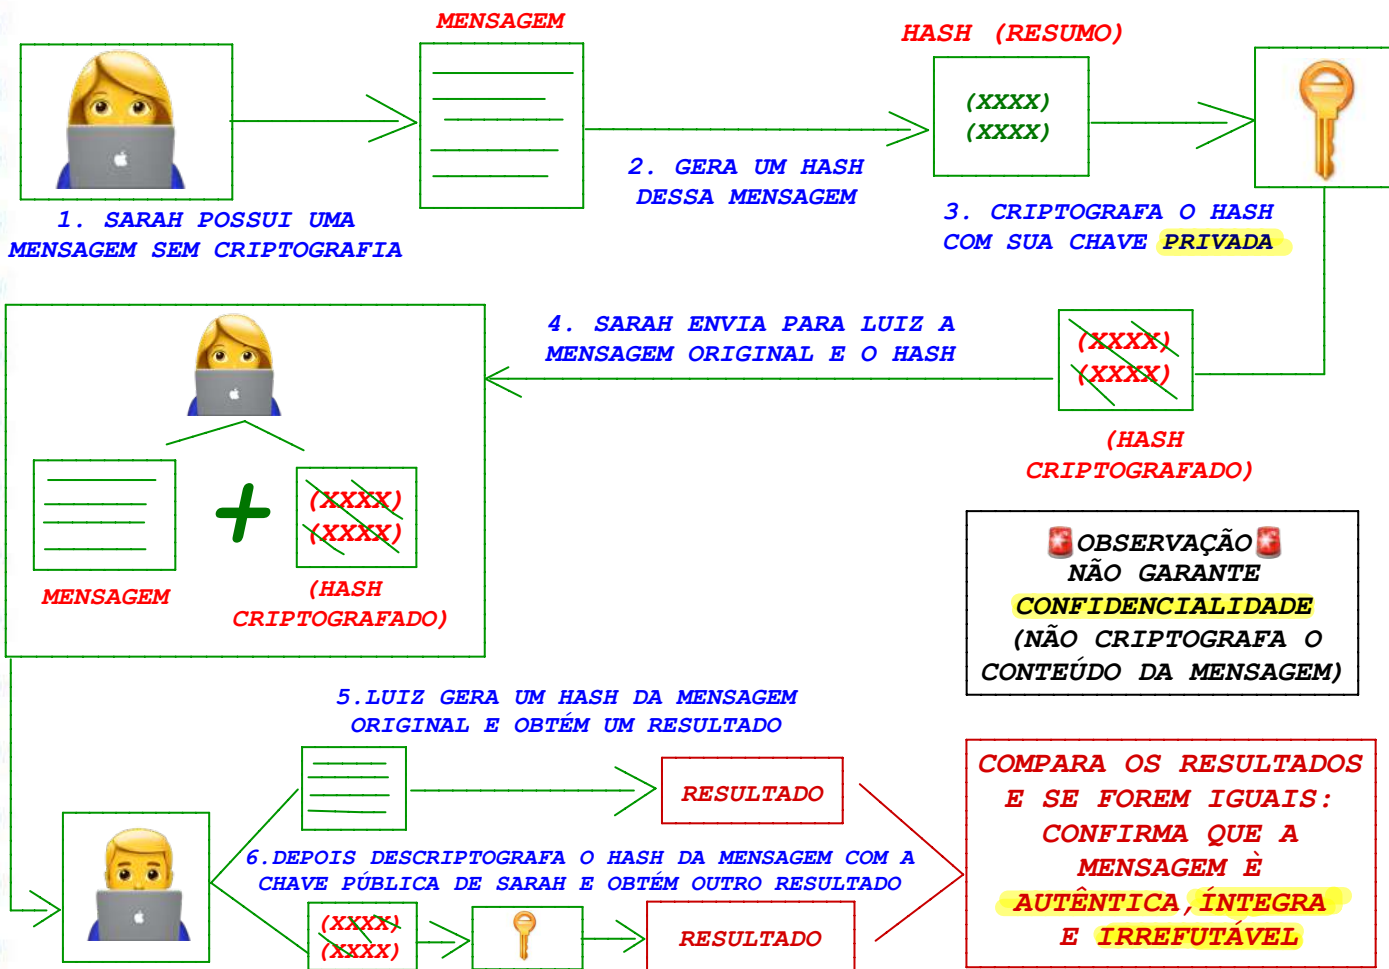 MENSAGEM
HASH (RESUMO)
(XXXX)
(XXXX)
1. SARAH POSSUI UMA
MENSAGEM SEM CRIPTOGRAFIA
2. GERA UM HASH
DESSA MENSAGEM
3. CRIPTOGRAFA O HASH
COM SUA CHAVE PRIVADA
4. SARAH ENVIA PARA LUIZ A
MENSAGEM ORIGINAL E O HASH
(XXXX)
(XXXX)
(HASH
CRIPTOGRAFADO)
MENSAGEM
+
(XXXX)
(XXXX)
(HASH
CRIPTOGRAFADO)
OBSERVAÇÃO
NÃO GARANTE
CONFIDENCIALIDADE
(NÃO CRIPTOGRAFA O
CONTEÚDO DA MENSAGEM)
5.LUIZ GERA UM HASH DA MENSAGEM
ORIGINAL E OBTÉM UM RESULTADO
RESULTADO
6.DEPOIS DESCRIPTOGRAFA O HASH DA MENSAGEM COM A
CHAVE PÚBLICA DE SARAH E OBTÉM OUTRO RESULTADO
(XXXX)
(XXXX)
RESULTADO
COMPARA OS RESULTADOS
E SE FOREM IGUAIS:
CONFIRMA QUE A
MENSAGEM È
AUTÊNTICA,ÍNTEGRA
E IRREFUTÁVEL